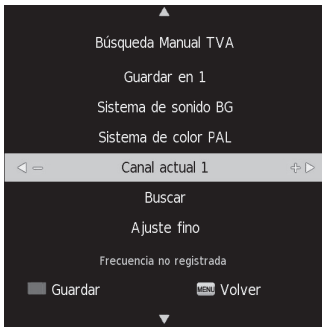 Búsqueda Manual TVA
Guardar en 1
Sistema de sonido BG
Sistema de color PAL
Canal actual 1
Buscar
Ajuste fino
Frecuencia no registrada
Guardar MENU Volver